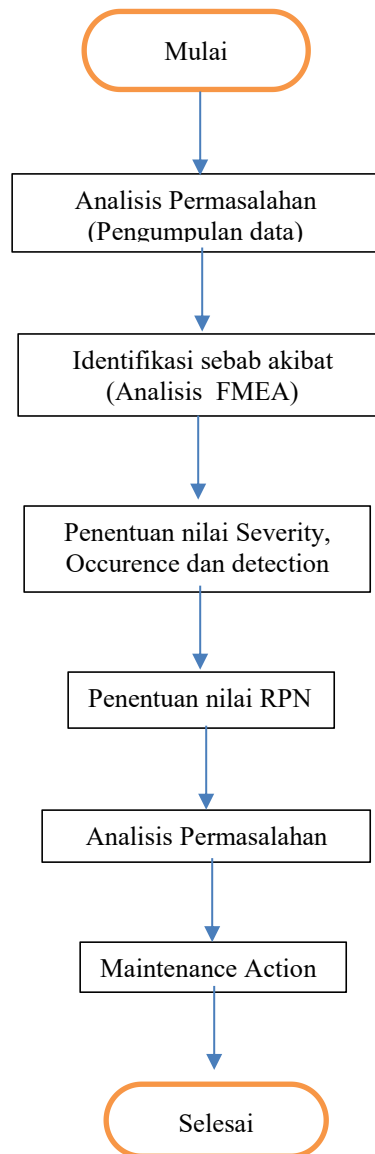 Mulai
Analisis Permasalahan
(Pengumpulan data)
Identifikasi sebab akibat
(Analisis FMEA)
Penentuan nilai Severity,
Occurence dan detection
Penentuan nilai RPN
Analisis Permasalahan
Maintenance Action
Selesai